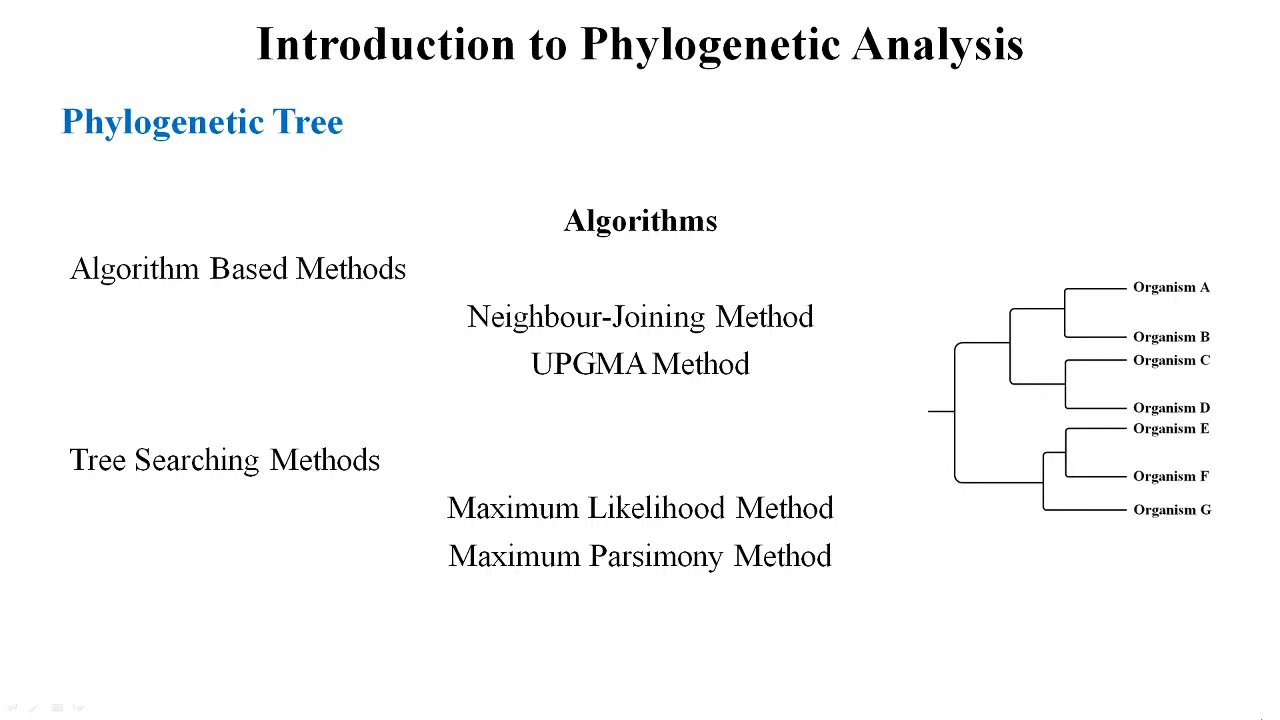 Introduction to Phylogenetic Analysis
Phylogenetic Tree
Algorithms
Algorithm Based Methods
Neighbour-Joining Method
UPGMA Method
Tree Searching Methods
Maximum Likelihood Method
Maximum Parsimony Method
Organism A
Organism B
Organism C
Organism D
Organism E
Organism F
Organism G